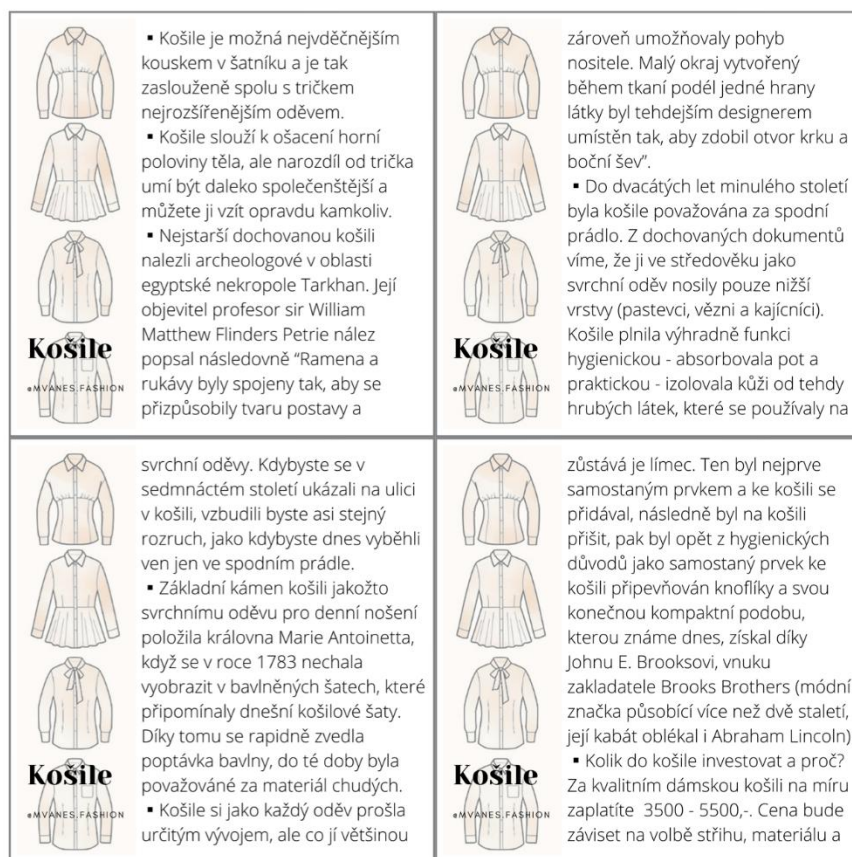 ▪ Košile je možná nejvděčnějším
kouskem v šatníku a je tak
zaslouženě spolu s tričkem
nejrozšířenějším oděvem.
▪ Košile slouží k ošacení horní
poloviny těla, ale narozdíl od trička
umí být daleko společenštější a
můžete ji vzít opravdu kamkoliv.
▪ Nejstarší dochovanou košili
nalezli archeologové v oblasti
egyptské nekropole Tarkhan. Její
objevitel profesor sir William
Matthew Flinders Petrie nález
popsal následovně “Ramena a
rukávy byly spojeny tak, aby se
přizpůsobily tvaru postavy a
Košile
@MVANES.FASHION
zároveň umožňovaly pohyb
nositele. Malý okraj vytvořený
během tkaní podél jedné hrany
látky byl tehdejším designerem
umístěn tak, aby zdobil otvor krku a
boční šev”.
▪ Do dvacátých let minulého století
byla košile považována za spodní
prádlo. Z dochovaných dokumentů
víme, že ji ve středověku jako
svrchní oděv nosily pouze nižší
vrstvy (pastevci, vězni a kajícníci).
Košile plnila výhradně funkci
hygienickou - absorbovala pot a
praktickou - izolovala kůži od tehdy
hrubých látek, které se používaly na
Košile
@MVANES.FASHION
svrchní oděvy. Kdybyste se v
sedmnáctém století ukázali na ulici
v košili, vzbudili byste asi stejný
rozruch, jako kdybyste dnes vyběhli
ven jen ve spodním prádle.
▪ Základní kámen košili jakožto
svrchnímu oděvu pro denní nošení
položila královna Marie Antoinetta,
když se v roce 1783 nechala
vyobrazit v bavlněných šatech, které
připomínaly dnešní košilové šaty.
Díky tomu se rapidně zvedla
poptávka bavlny, do té doby byla
považováné za materiál chudých.
▪ Košile si jako každý oděv prošla
určitým vývojem, ale co jí většinou
Košile
@MVANES.FASHION
zůstává je límec. Ten byl nejprve
samostaným prvkem a ke košili se
přidával, následně byl na košili
přišit, pak byl opět z hygienických
důvodů jako samostaný prvek ke
košili připevňován knoflíky a svou
konečnou kompaktní podobu,
kterou známe dnes, získal díky
Johnu E. Brooksovi, vnuku
zakladatele Brooks Brothers (módní
značka působící více než dvě staletí,
její kabát oblékal i Abraham Lincoln)
▪ Kolik do košile investovat a proč?
Za kvalitním dámskou košili na míru
zaplatíte 3500 - 5500,-. Cena bude
záviset na volbě střihu, materiálu a
Košile
@MVANES.FASHION